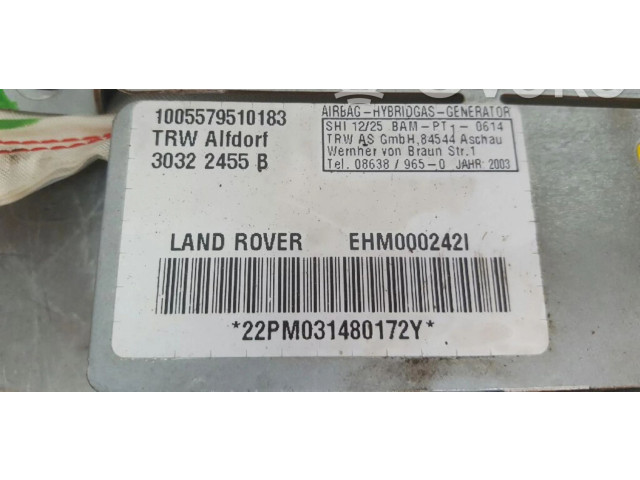 1005579510183
TRW Alfdorf
3032 2455 B
AIRBAG-HYBRIDGAS-GENERATOR
SHI 12/25 BAM-PT1-0614
TRW AS GmbH,84544 Aschau
Wernher von Braun Str.1
Tel. 08638/965-0 JAHR: 2003
LAND ROVER EHM000242I
*22PM031480172Y*